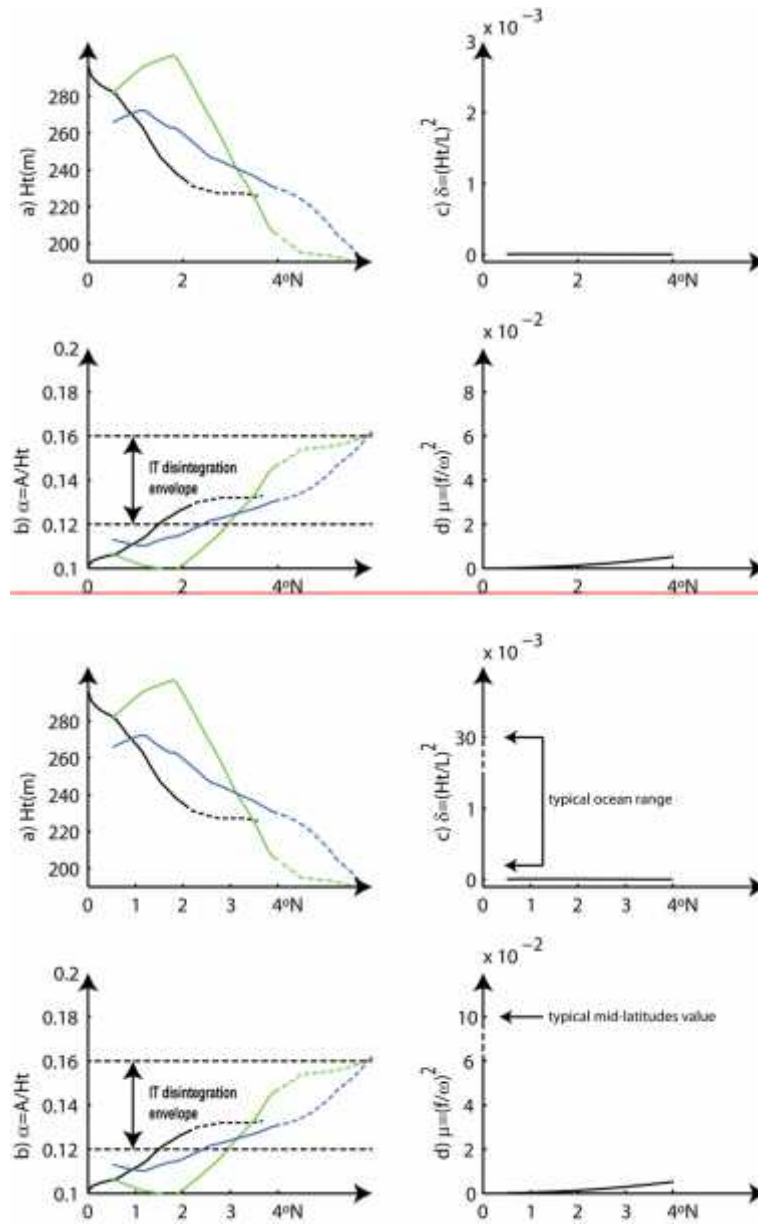 x 10 −3
3
2
1
0
c) δ=(Ht/L)2
2
4ºN
280
260
240
220
200
a) Ht(m)
0
2
4ºN
x 10 −2
8
6
4
2
0
d) μ=(f/ω)2
0
2
4ºN
0.2
0.18
0.16
0.14
0.12
0.1
b) α=A/Ht
IT disintegration
envelope
0
2
4ºN
x 10 −3
30
1
0
c) δ=(Ht/L)2
typical ocean range
1
2
3
4ºN
280
260
240
220
200
a) Ht(m)
0
1
2
3
4ºN
x 10 −2
10
6
2
0
d) μ=(f/ω)2
typical mid-latitudes value
0
1
2
3
4ºN
0.2
0.18
0.16
0.14
0.12
0.1
b) α=A/Ht
IT disintegration
envelope
0
1
2
3
4ºN